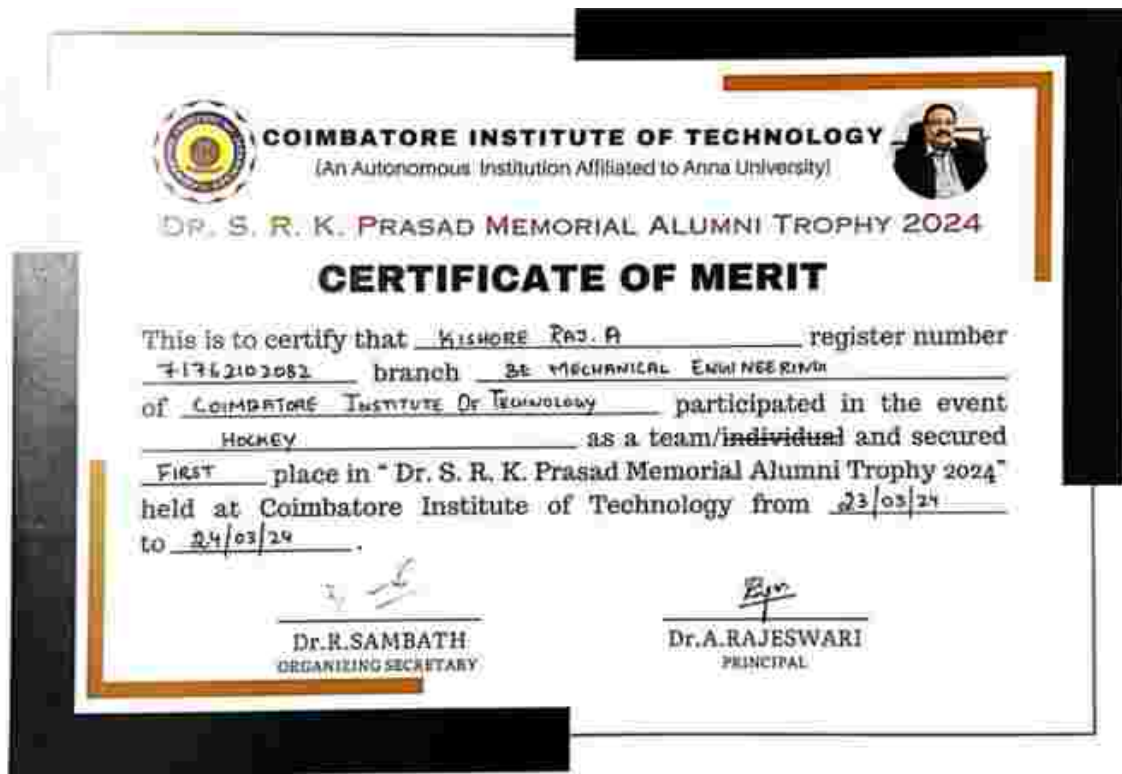 COIMBATORE INSTITUTE OF TECHNOLOGY
(An Autonomous Institution Affiliated to Anna University)
DR. S. R. K. PRASAD MEMORIAL ALUMNI TROPHY 2024
CERTIFICATE OF MERIT
This is to certify that KISHORE RAJ. A register number
71762102082 branch BE MECHANICAL ENGINEERING
of COIMBATORE INSTITUTE OF TECHNOLOGY participated in the event
HOCKEY as a team/individual and secured
FIRST place in “ Dr. S. R. K. Prasad Memorial Alumni Trophy 2024”
held at Coimbatore Institute of Technology from 23/03/24
to 24/03/24 .
Dr.R.SAMBATH
ORGANIZING SECRETARY
Dr.A.RAJESWARI
PRINCIPAL